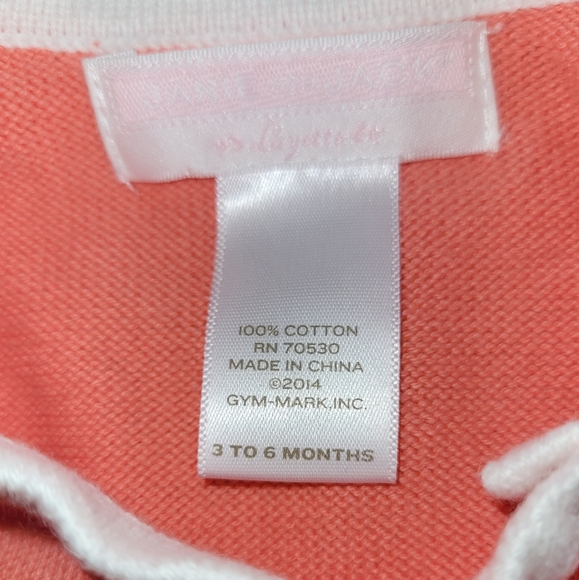 100% COTTON
RN 70530
MADE IN CHINA
©2014
GYM-MARK.INC.
3 TO 6 MONTHS